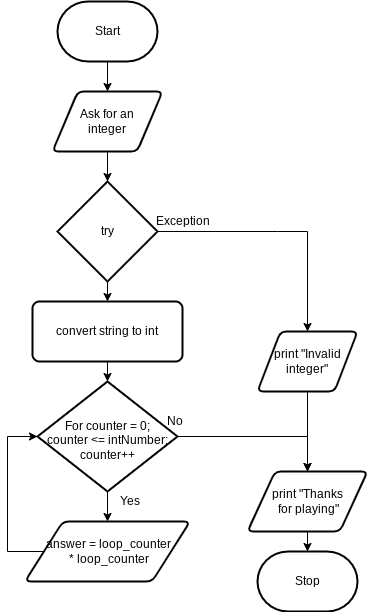 Start
Ask for an
integer
try
Exception
convert string to int
print "Invalid
integer"
For counter = 0;
counter <= intNumber;
counter++
No
Yes
answer = loop_counter
* loop_counter
print "Thanks
for playing"
Stop